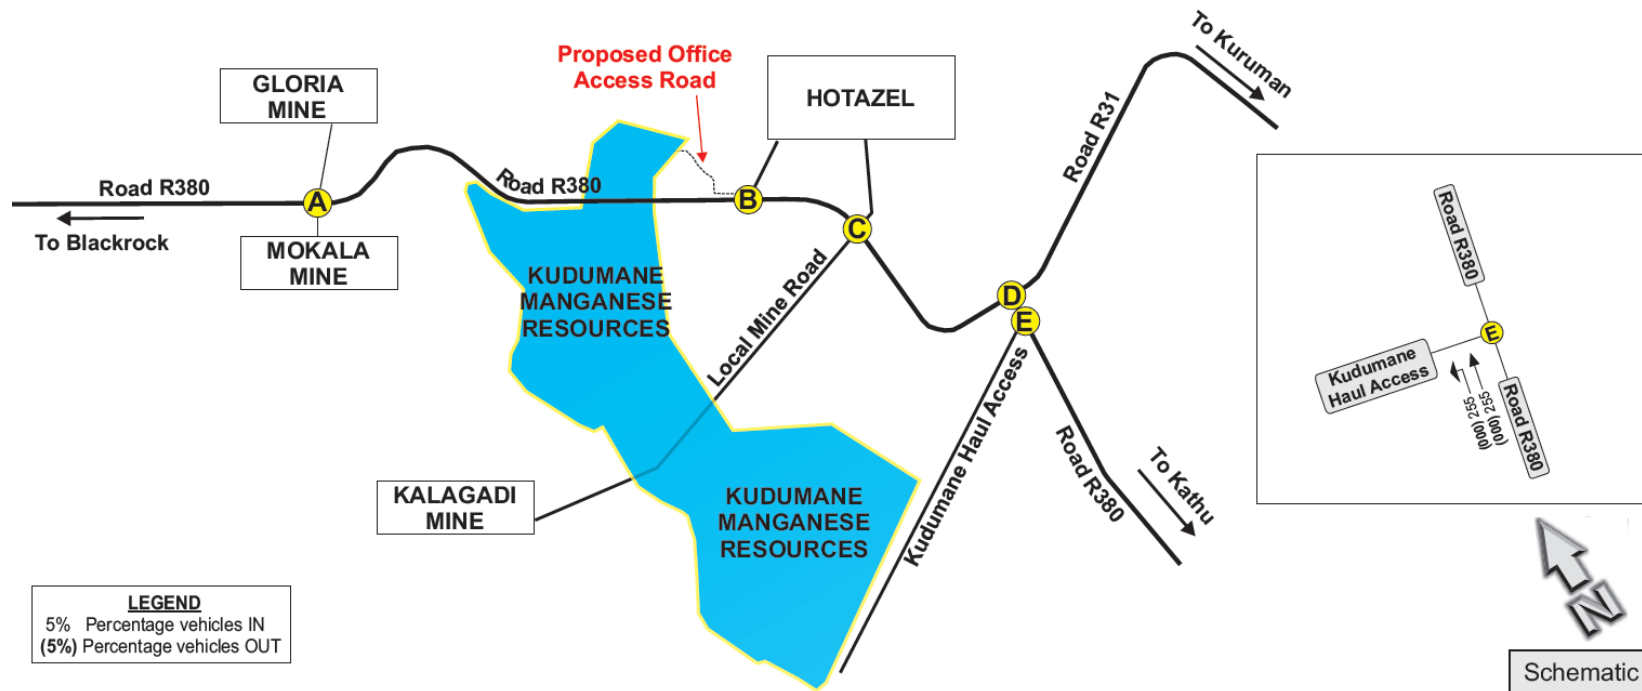 To Kuruman
Proposed Office
Access Road
GLORIA
MINE
HOTAZEL
Road R31
Road R380
A
Road R380
B
To Blackrock
MOKALA
MINE
C
KUDUMANE
MANGANESE
RESOURCES
Local Mine Road
D
E
Kudumane Haul Access
Road R380
To Kathu
KALAGADI
MINE
KUDUMANE
MANGANESE
RESOURCES
Road R380
E
Kudumane
Haul Access
(000) 255
(000) 255
Road R380
N
LEGEND
5% Percentage vehicles IN
(5%) Percentage vehicles OUT
Schematic